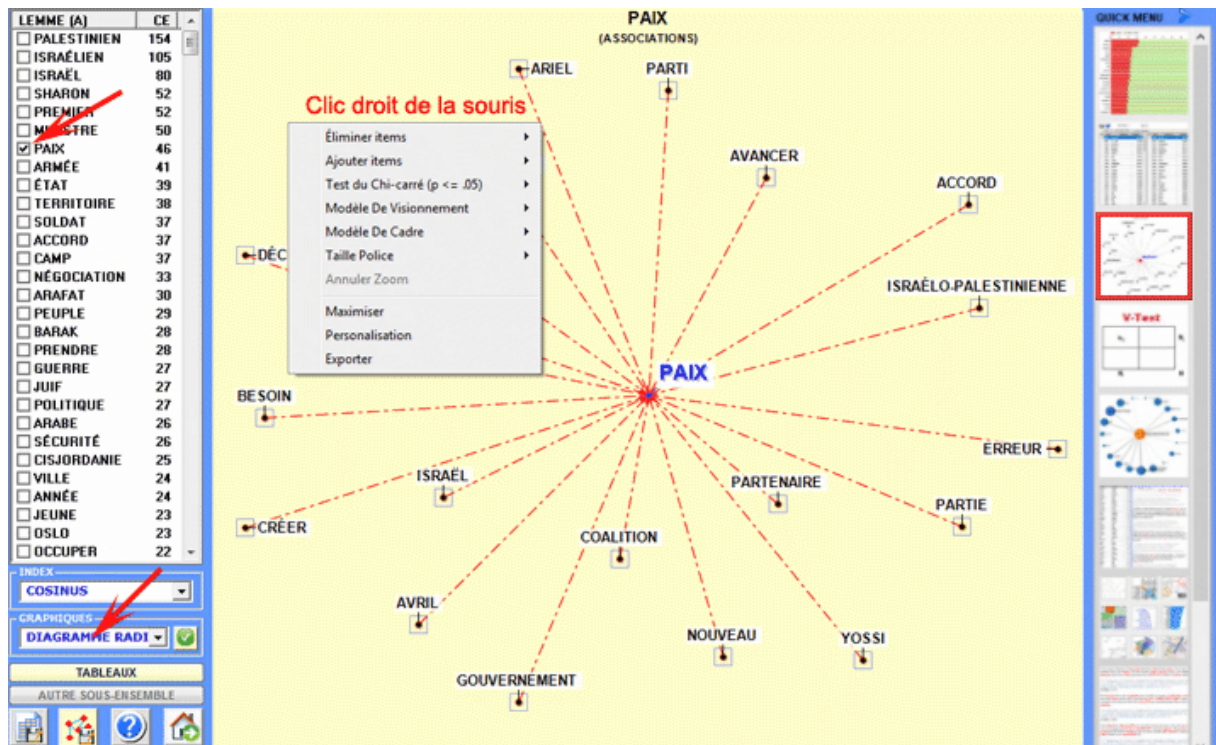 LEMME (A) CE
PALESTINIEN 154
ISRAÉLIEN 105
ISRAËL 80
SHARON 52
PREMIER 52
MINISTRE 50
PAIX 46
ARMÉE 41
ÉTAT 39
TERRITOIRE 38
SOLDAT 37
ACCORD 37
CAMP 37
NÉGOCIATION 33
ARAFAT 30
PEUPLE 29
BARAK 28
PRENDRE 28
GUERRE 27
JUIF 27
POLITIQUE 27
ARABE 26
SÉCURITÉ 26
CISJORDANIE 25
VILLE 24
ANNÉE 24
JEUNE 23
OSLO 23
OCCUPER 22
INDEX
COSINUS
GRAPHIQUES
DIAGRAMME RADI
TABLEAUX
AUTRE SOUS-ENSEMBLE
PAIX
(ASSOCIATIONS)
ARIEL
PARTI
Clic droit de la souris
Éliminer items
Ajouter items
Test du Chi-carré (p <= .05)
Modèle De Visionnement
Modèle De Cadre
Taille Police
Annuler Zoom
Maximiser
Personalisation
Exporter
AVANCER
ACCORD
DÉC
ISRAÉLO-PALESTINIENNE
PAIX
BESOIN
ERREUR
ISRAËL
PARTENAIRE
PARTIE
CRÉER
COALITION
AVRIL
NOUVEAU
YOSSI
GOUVERNEMENT
QUICK MENU
V-Test